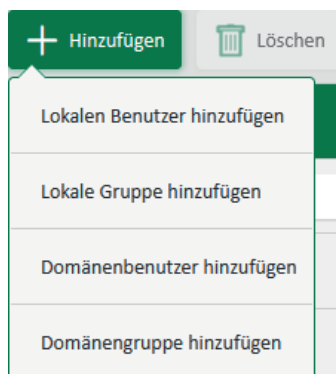 Hinzufügen
Löschen
Lokalen Benutzer hinzufügen
Lokale Gruppe hinzufügen
Domänenbenutzer hinzufügen
Domänengruppe hinzufügen